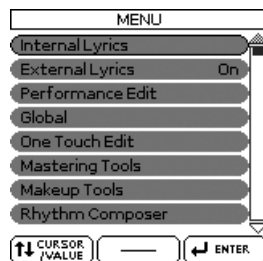 MENU
Internal Lyrics
External Lyrics On
Performance Edit
Global
One Touch Edit
Mastering Tools
Makeup Tools
Rhythm Composer
CURSOR
/VALUE
ENTER